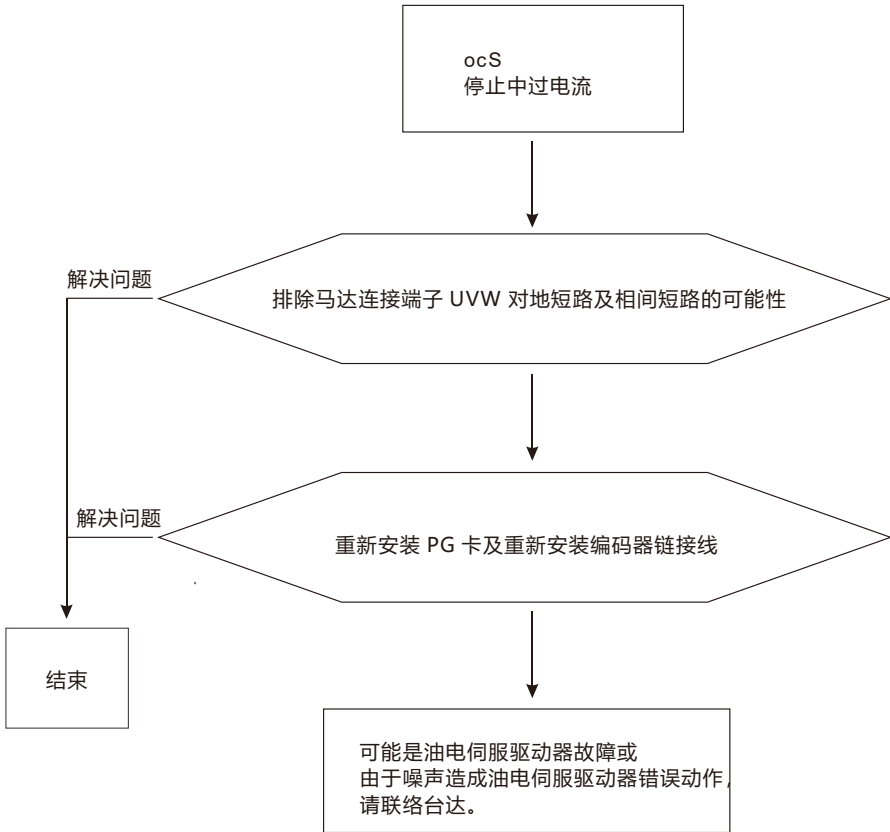 ocS
停止中过电流
解决问题
排除马达连接端子 UVW 对地短路及相间短路的可能性
解决问题
重新安装 PG 卡及重新安装编码器链接线
结束
可能是油电伺服驱动器故障或
由于噪声造成油电伺服驱动器错误动作,
请联络台达。